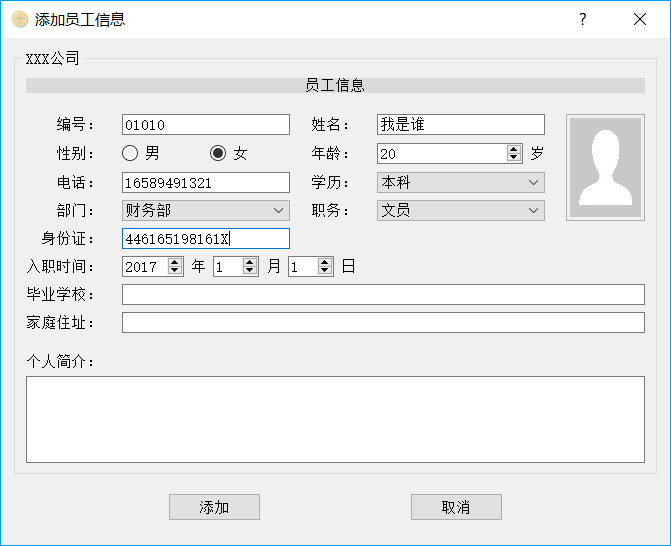 添加员工信息 ?
XXX公司
员工信息
编号： 01010 姓名： 我是谁
性别： 男 女 年龄： 20 岁
电话： 16589491321 学历： 本科
部门： 财务部 职务： 文员
身份证： 446165198161X
入职时间： 2017 年 1 月 1 日
毕业学校：
家庭住址：
个人简介：
添加 取消